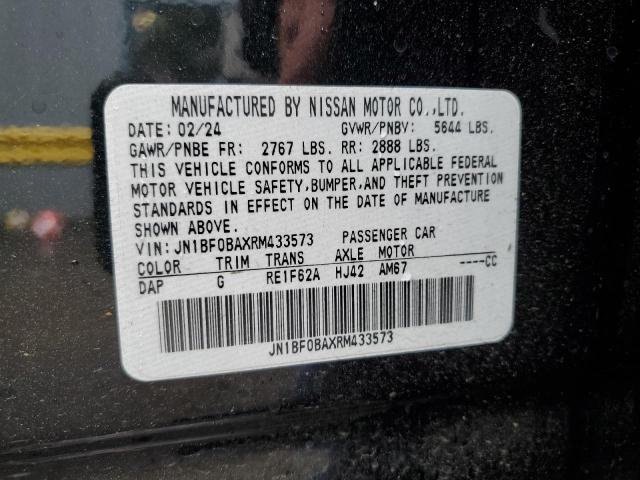 MANUFACTURED BY NISSAN MOTOR CO.,LTD.
DATE: 02/24 GVWR/PNBV: 5644 LBS.
GAWR/PNBE FR: 2767 LBS. RR: 2888 LBS.
THIS VEHICLE CONFORMS TO ALL APPLICABLE FEDERAL
MOTOR VEHICLE SAFETY,BUMPER,AND THEFT PREVENTION
STANDARDS IN EFFECT ON THE DATE OF MANUFACTURE
SHOWN ABOVE.
VIN: JN1BF0BAXRM433573 PASSENGER CAR
COLOR TRIM TRANS AXLE MOTOR
DAP G RE1F62A HJ42 AM67 ----CC
JN1BF0BAXRM433573